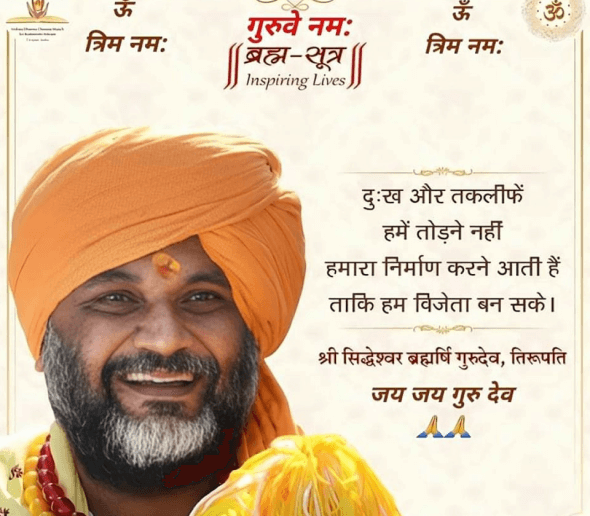 ॐ
त्रिम नमः
गुरुवे नमः
ब्रह्म-सूत्र
Inspiring Lives
ॐ
त्रिम नमः
ॐ
दुःख और तकलीफें
हमें तोड़ने नहीं
हमारा निर्माण करने आती हैं
ताकि हम विजेता बन सके।
श्री सिद्धेश्वर ब्रह्मर्षि गुरुदेव, तिरूपति
जय जय गुरु देव
🙏🙏